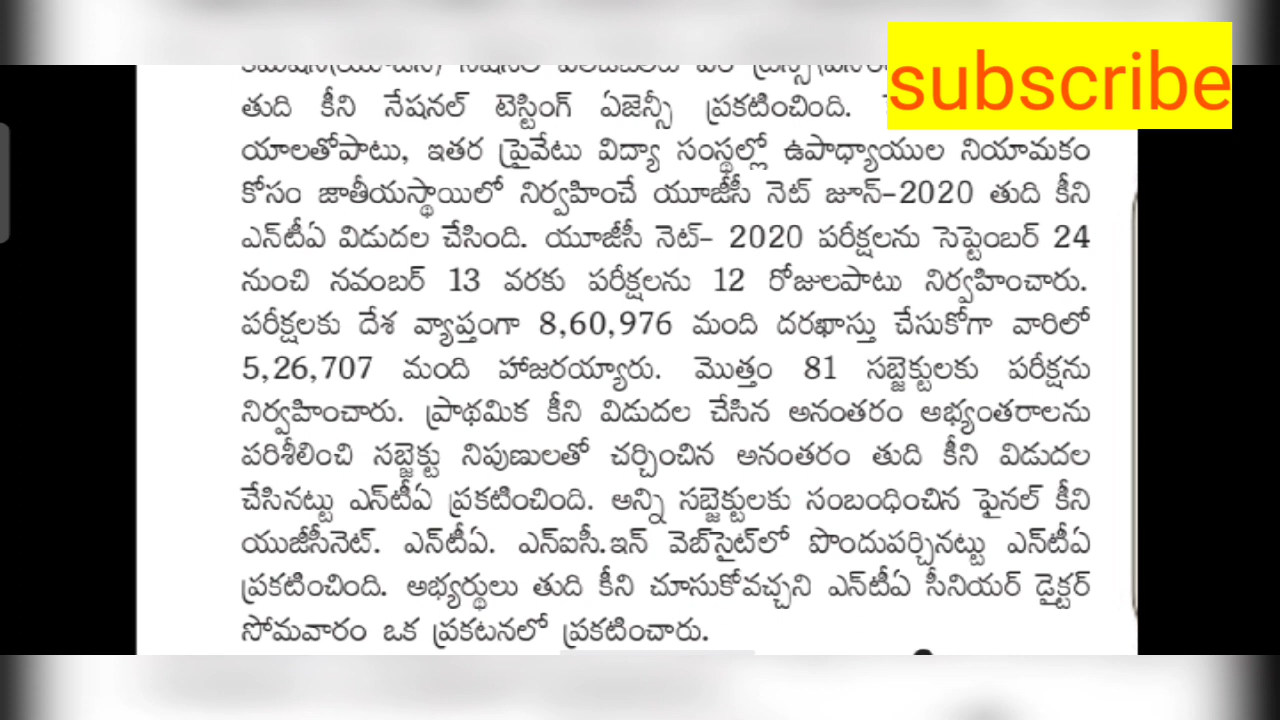 subscribe
తుది కీని నేషనల్ టెస్టింగ్ ఏజెన్సీ ప్రకటించింది.
యాలతోపాటు, ఇతర ప్రైవేటు విద్యా సంస్థల్లో ఉపాధ్యాయుల నియామకం
కోసం జాతీయస్థాయిలో నిర్వహించే యూజీసీ నెట్ జూన్-2020 తుది కీని
ఎన్‌టీఏ విడుదల చేసింది. యూజీసీ నెట్- 2020 పరీక్షలను సెప్టెంబర్ 24
నుంచి నవంబర్ 13 వరకు పరీక్షలను 12 రోజులపాటు నిర్వహించారు.
పరీక్షలకు దేశ వ్యాప్తంగా 8,60,976 మంది దరఖాస్తు చేసుకోగా వారిలో
5,26,707 మంది హాజరయ్యారు. మొత్తం 81 సబ్జెక్టులకు పరీక్షను
నిర్వహించారు. ప్రాథమిక కీని విడుదల చేసిన అనంతరం అభ్యంతరాలను
పరిశీలించి సబ్జెక్టు నిపుణులతో చర్చించిన అనంతరం తుది కీని విడుదల
చేసినట్టు ఎన్‌టీఏ ప్రకటించింది. అన్ని సబ్జెక్టులకు సంబంధించిన ఫైనల్ కీని
యుజీసీనెట్. ఎన్‌టీఏ. ఎన్ఐసీ.ఇన్ వెబ్‌సైట్‌లో పొందుపర్చినట్టు ఎన్‌టీఏ
ప్రకటించింది. అభ్యర్థులు తుది కీని చూసుకోవచ్చని ఎన్‌టీఏ సీనియర్ డైక్టర్
సోమవారం ఒక ప్రకటనలో ప్రకటించారు.